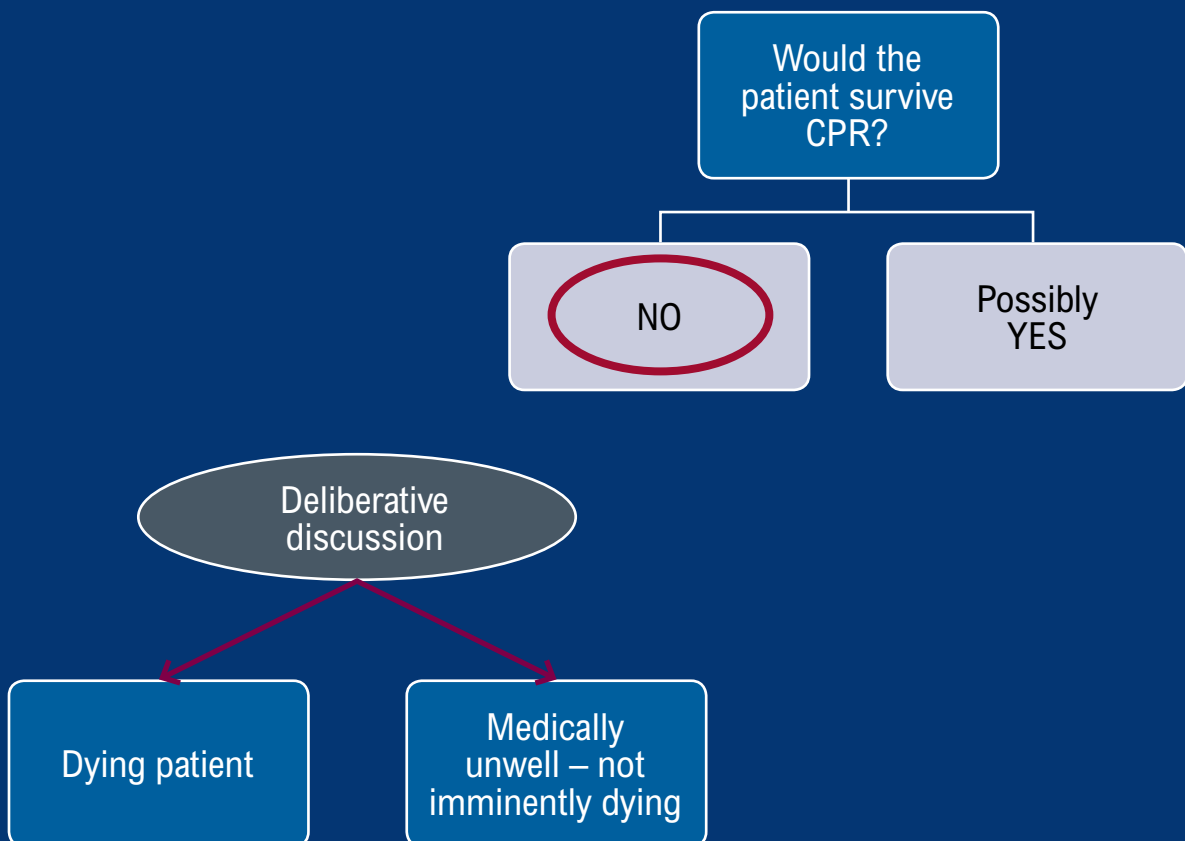 Would the
patient survive
CPR?
NO
Possibly
YES
Deliberative
discussion
Dying patient
Medically
unwell – not
imminently dying